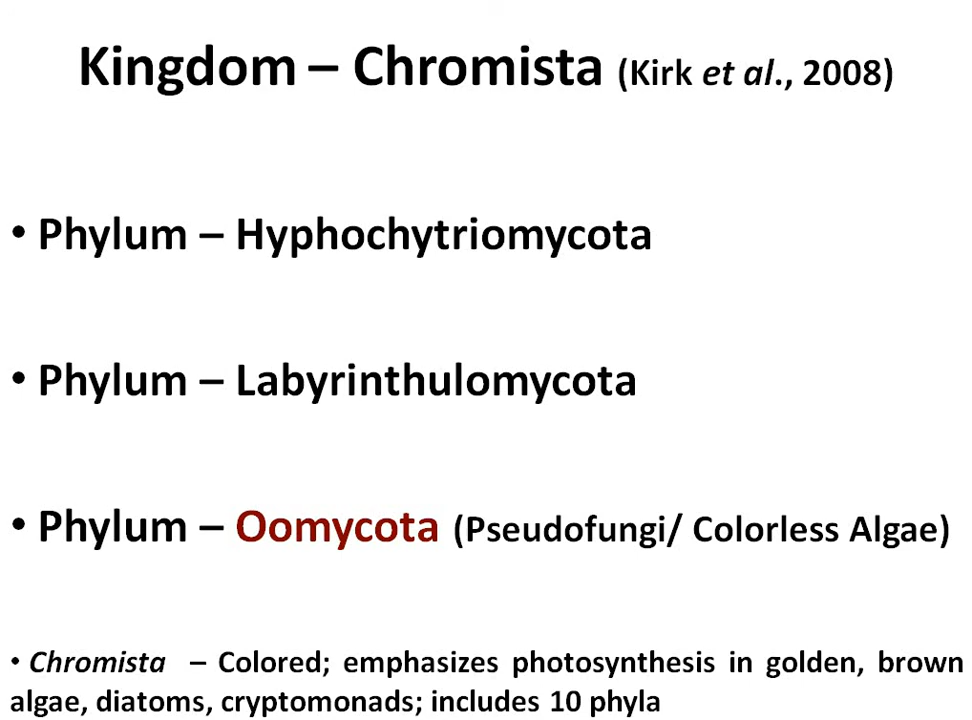 Kingdom – Chromista (Kirk et al., 2008)
• Phylum – Hyphochytriomycota
• Phylum – Labyrinthulomycota
• Phylum – Oomycota (Pseudofungi/ Colorless Algae)
• Chromista – Colored; emphasizes photosynthesis in golden, brown
algae, diatoms, cryptomonads; includes 10 phyla